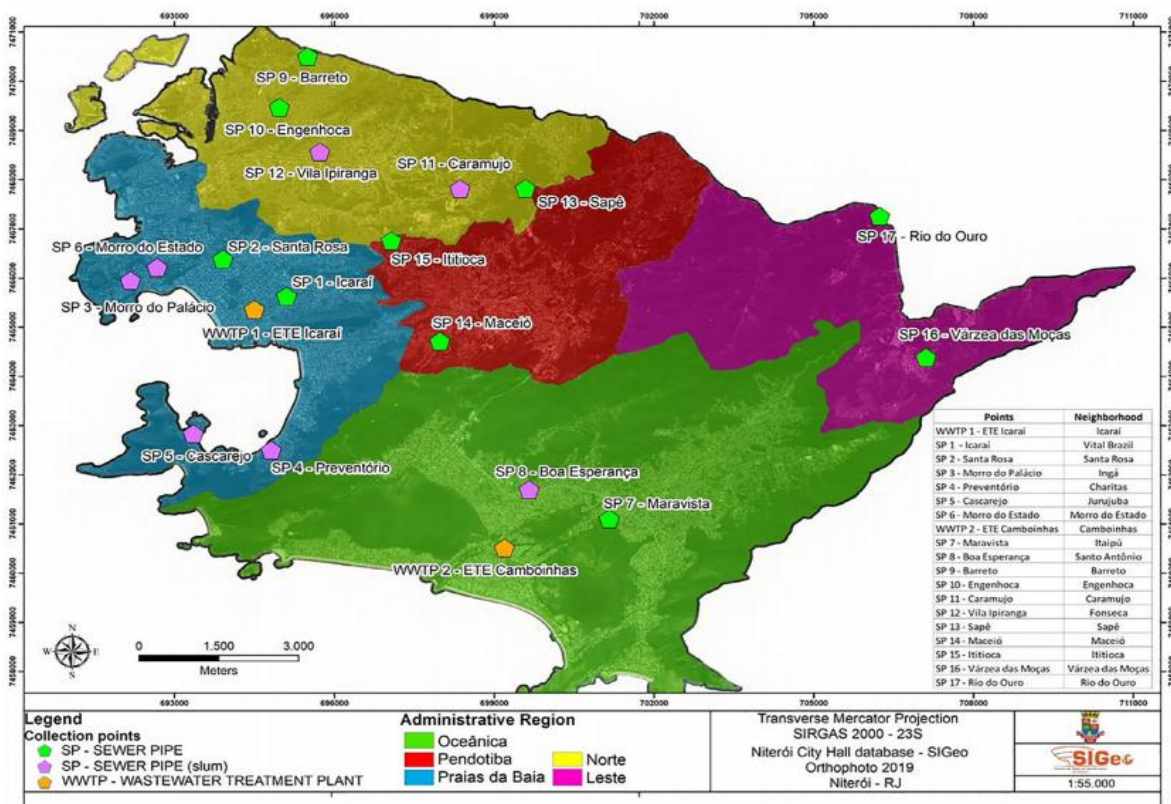 693000 696000 699000 702000 705000 708000 711000
7471000
7470000
7469000
7468000
7467000
7466000
7465000
7464000
7463000
7462000
7461000
7460000
7459000
7458000
SP 9 - Barreto
SP 10 - Engenhoca
SP 12 - Vila Ipiranga
SP 11 - Caramujo
SP 13 - Sapê
SP 17 - Rio do Ouro
SP 6 - Morro do Estado
SP 2 - Santa Rosa
SP 15 - Ititioca
SP 1 - Icaraí
SP 3 - Morro do Palácio
WWTP 1 - ETE Icaraí
SP 14 - Maceió
SP 16 - Várzea das Moças
SP 5 - Cascarejo
SP 4 - Preventório
SP 8 - Boa Esperança
SP 7 - Maravista
WWTP 2 - ETE Camboinhas
Points Neighborhood
WWTP 1 - ETE Icaraí Icaraí
SP 1 - Icaraí Vital Brazil
SP 2 - Santa Rosa Santa Rosa
SP 3 - Morro do Palácio Ingá
SP 4 - Preventório Charitas
SP 5 - Cascarejo Jurujuba
SP 6 - Morro do Estado Morro do Estado
WWTP 2 - ETE Camboinhas Camboinhas
SP 7 - Maravista Itaipú
SP 8 - Boa Esperança Santo Antônio
SP 9 - Barreto Barreto
SP 10 - Engenhoca Engenhoca
SP 11 - Caramujo Caramujo
SP 12 - Vila Ipiranga Fonseca
SP 13 - Sapê Sapê
SP 14 - Maceió Maceió
SP 15 - Ititioca Ititioca
SP 16 - Várzea das Moças Várzea das Moças
SP 17 - Rio do Ouro Rio do Ouro
N
W E
S
0 1.500 3.000
Meters
693000 696000 699000 702000 705000 708000 711000
Legend
Collection points
SP - SEWER PIPE
SP - SEWER PIPE (slum)
WWTP - WASTEWATER TREATMENT PLANT
Administrative Region
Oceânica
Pendotiba
Praias da Baia
Norte
Leste
Transverse Mercator Projection
SIRGAS 2000 - 23S
Niterói City Hall database - SIGeo
Orthophoto 2019
Niterói - RJ
SIGeo
1:55.000